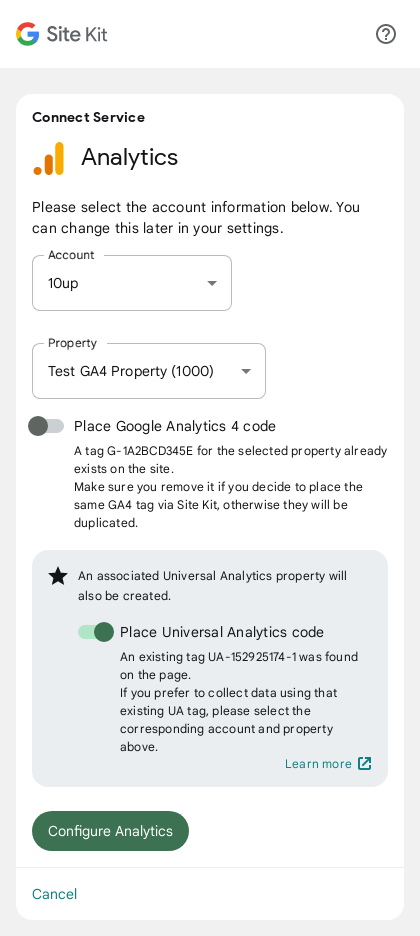 Site Kit
Connect Service
Analytics
Please select the account information below. You
can change this later in your settings.
Account
10up
Property
Test GA4 Property (1000)
Place Google Analytics 4 code
A tag G-1A2BCD345E for the selected property already
exists on the site.
Make sure you remove it if you decide to place the
same GA4 tag via Site Kit, otherwise they will be
duplicated.
An associated Universal Analytics property will
also be created.
Place Universal Analytics code
An existing tag UA-152925174-1 was found
on the page.
If you prefer to collect data using that
existing UA tag, please select the
corresponding account and property
above.
Learn more
Configure Analytics
Cancel